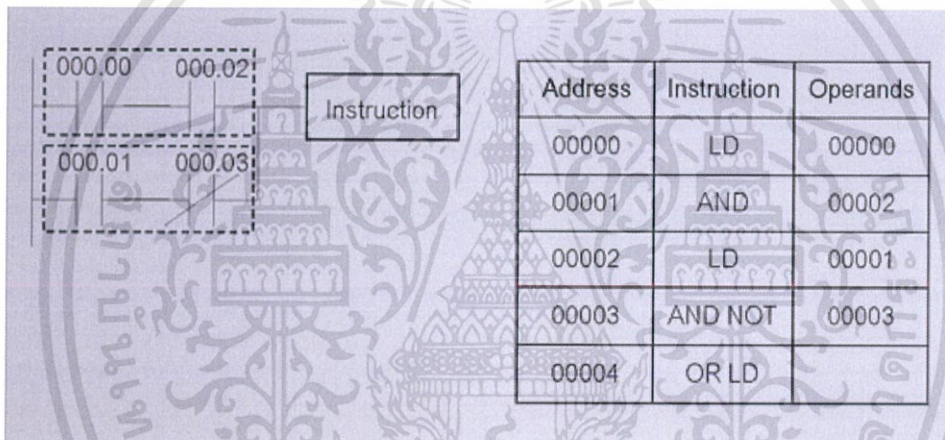 000.00 000.02
Instruction
000.01 000.03
Address Instruction Operands
00000 LD 00000
00001 AND 00002
00002 LD 00001
00003 AND NOT 00003
00004 OR LD